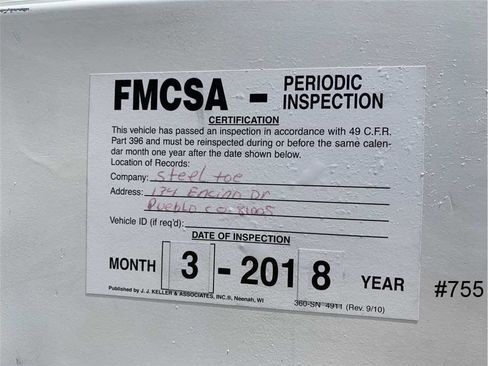 FMCSA - PERIODIC INSPECTION
CERTIFICATION
This vehicle has passed an inspection in accordance with 49 C.F.R.
Part 396 and must be reinspected during or before the same calen-
dar month one year after the date shown below.
Location of Records:
Company: Steel toe
Address: 134 Encino Dr
Pueblo CO 81005
Vehicle ID (if req'd):
DATE OF INSPECTION
MONTH 3 - 2018 YEAR
Published by J. J. KELLER & ASSOCIATES, INC.®, Neenah, WI
360-SN 4911 (Rev. 9/10)
#755